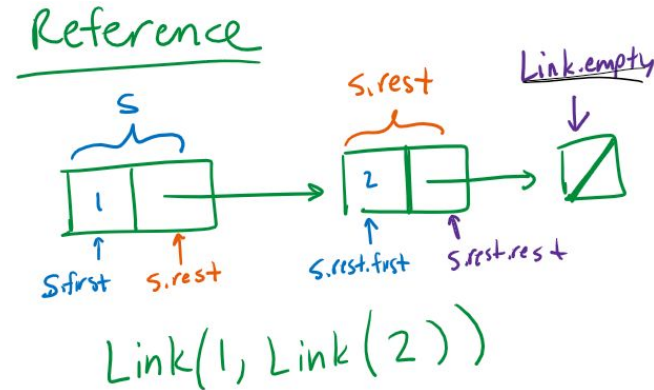 Reference
Link.empty
s.rest
S
1
2
S.first
s.rest
s.rest.first
s.rest.rest
Link(1, Link(2))